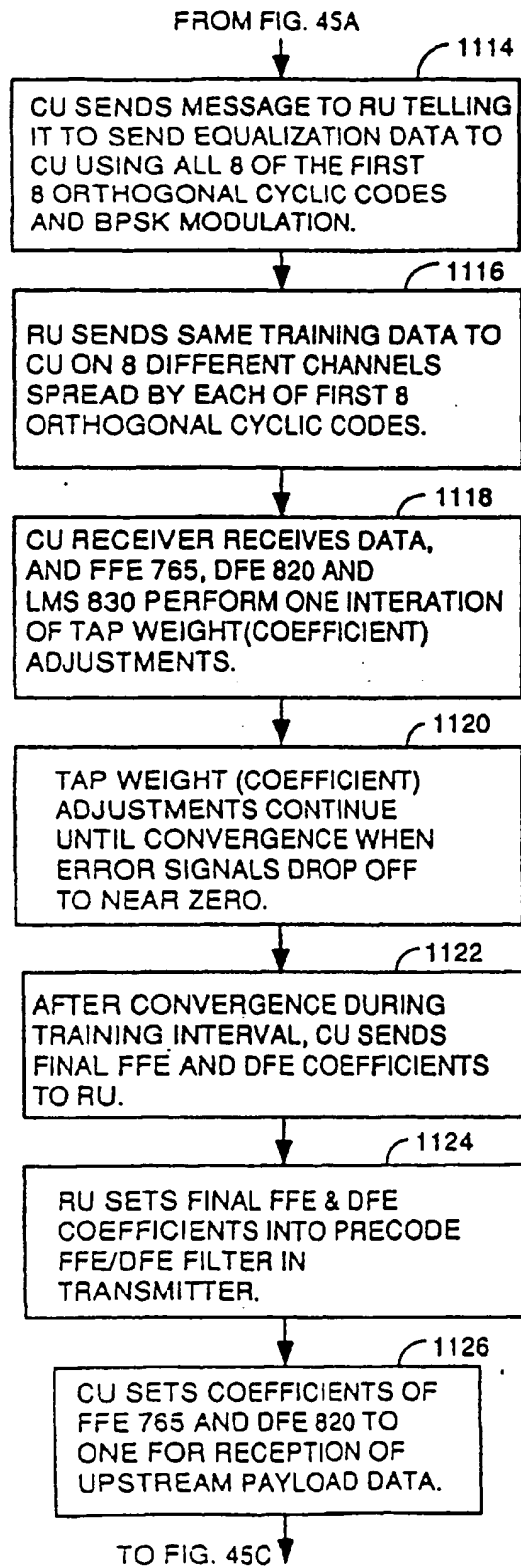 FROM FIG. 45A
1114
CU SENDS MESSAGE TO RU TELLING
IT TO SEND EQUALIZATION DATA TO
CU USING ALL 8 OF THE FIRST
8 ORTHOGONAL CYCLIC CODES
AND BPSK MODULATION.
1116
RU SENDS SAME TRAINING DATA TO
CU ON 8 DIFFERENT CHANNELS
SPREAD BY EACH OF FIRST 8
ORTHOGONAL CYCLIC CODES.
1118
CU RECEIVER RECEIVES DATA,
AND FFE 765, DFE 820 AND
LMS 830 PERFORM ONE INTERATION
OF TAP WEIGHT(COEFFICIENT)
ADJUSTMENTS.
1120
TAP WEIGHT (COEFFICIENT)
ADJUSTMENTS CONTINUE
UNTIL CONVERGENCE WHEN
ERROR SIGNALS DROP OFF
TO NEAR ZERO.
1122
AFTER CONVERGENCE DURING
TRAINING INTERVAL, CU SENDS
FINAL FFE AND DFE COEFFICIENTS
TO RU.
1124
RU SETS FINAL FFE & DFE
COEFFICIENTS INTO PRECODE
FFE/DFE FILTER IN
TRANSMITTER.
1126
CU SETS COEFFICIENTS OF
FFE 765 AND DFE 820 TO
ONE FOR RECEPTION OF
UPSTREAM PAYLOAD DATA.
TO FIG. 45C